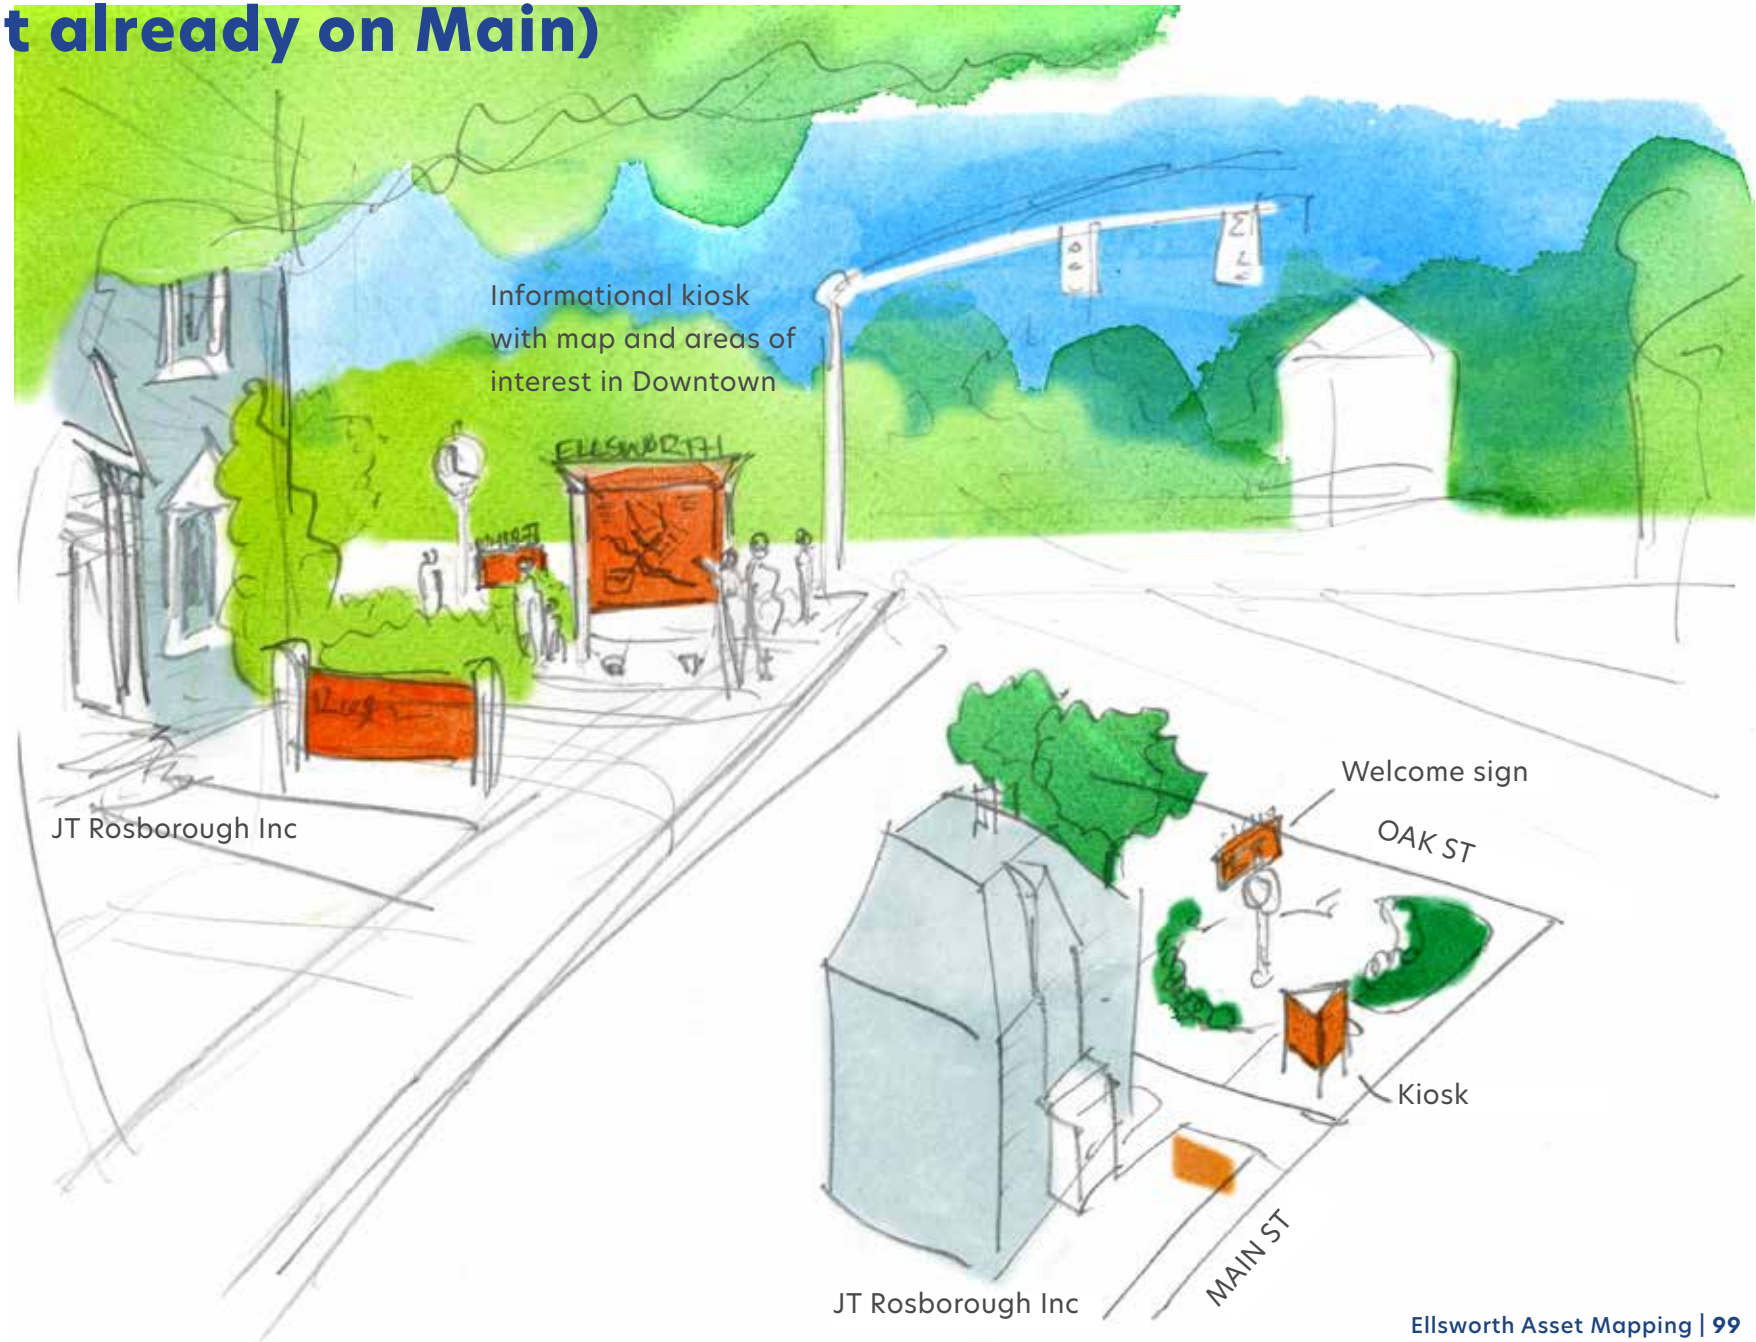 t already on Main)
Informational kiosk
with map and areas of
interest in Downtown
ELLSWORTH
JT Rosborough Inc
Welcome sign
OAK ST
Kiosk
MAIN ST
JT Rosborough Inc
Ellsworth Asset Mapping | 99